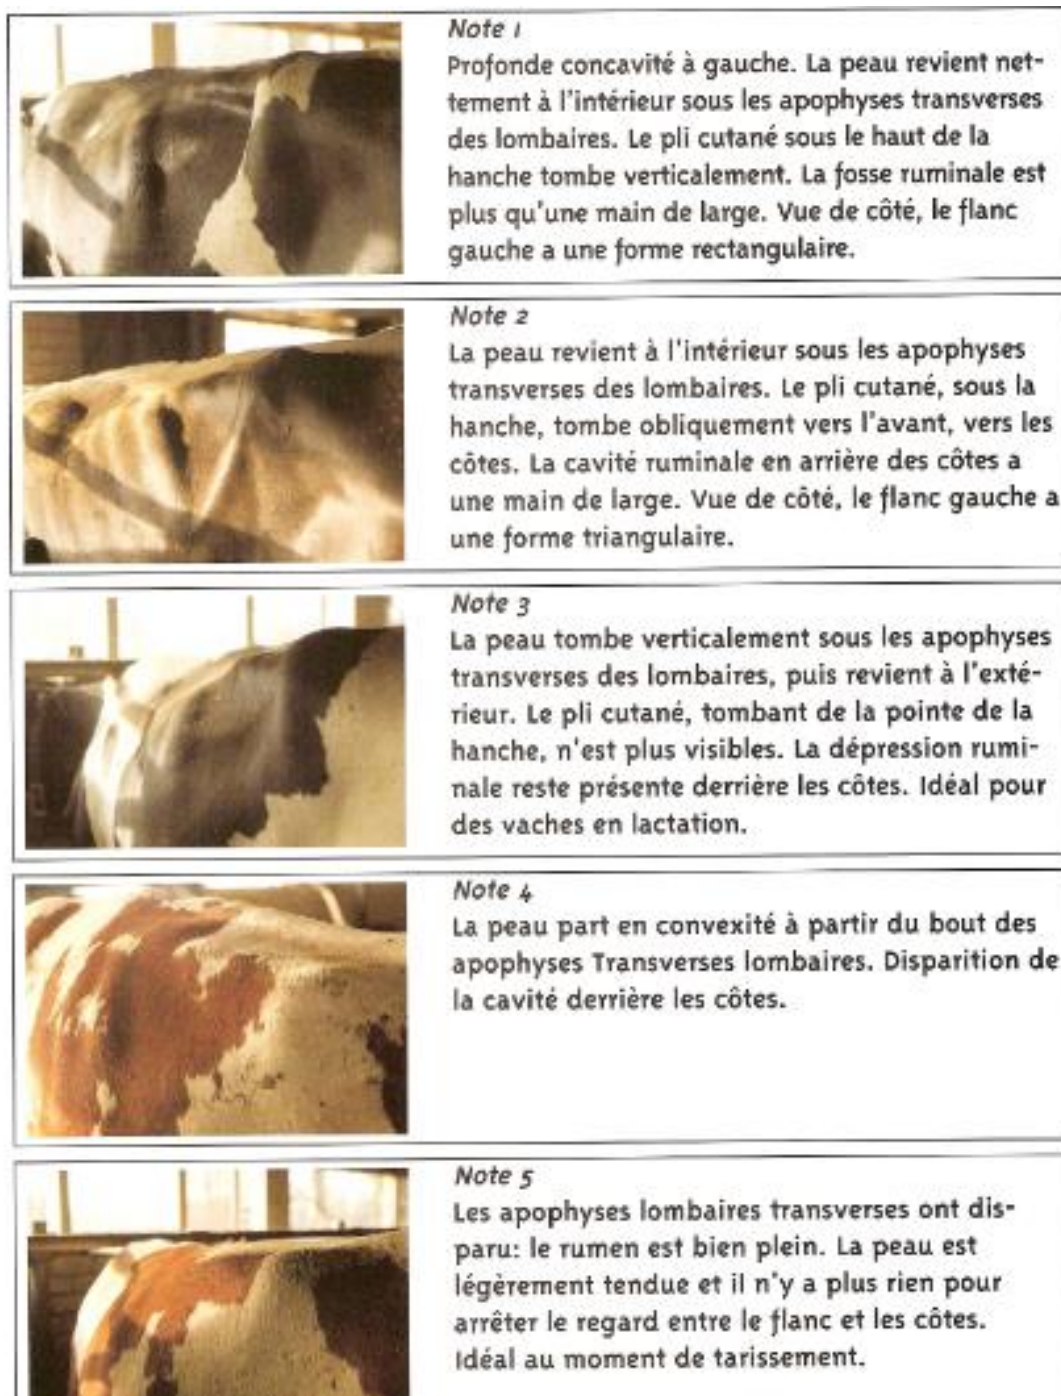 Note 1
Profonde concavité à gauche. La peau revient net-
tement à l'intérieur sous les apophyses transverses
des lombaires. Le pli cutané sous le haut de la
hanche tombe verticalement. La fosse ruminale est
plus qu'une main de large. Vue de côté, le flanc
gauche a une forme rectangulaire.
Note 2
La peau revient à l'intérieur sous les apophyses
transverses des lombaires. Le pli cutané, sous la
hanche, tombe obliquement vers l'avant, vers les
côtes. La cavité ruminale en arrière des côtes a
une main de large. Vue de côté, le flanc gauche a
une forme triangulaire.
Note 3
La peau tombe verticalement sous les apophyses
transverses des lombaires, puis revient à l'exté-
rieur. Le pli cutané, tombant de la pointe de la
hanche, n'est plus visibles. La dépression rumi-
nale reste présente derrière les côtes. Idéal pour
des vaches en lactation.
Note 4
La peau part en convexité à partir du bout des
apophyses Transverses lombaires. Disparition de
la cavité derrière les côtes.
Note 5
Les apophyses lombaires transverses ont dis-
paru: le rumen est bien plein. La peau est
légèrement tendue et il n'y a plus rien pour
arrêter le regard entre le flanc et les côtes.
Idéal au moment de tarissement.